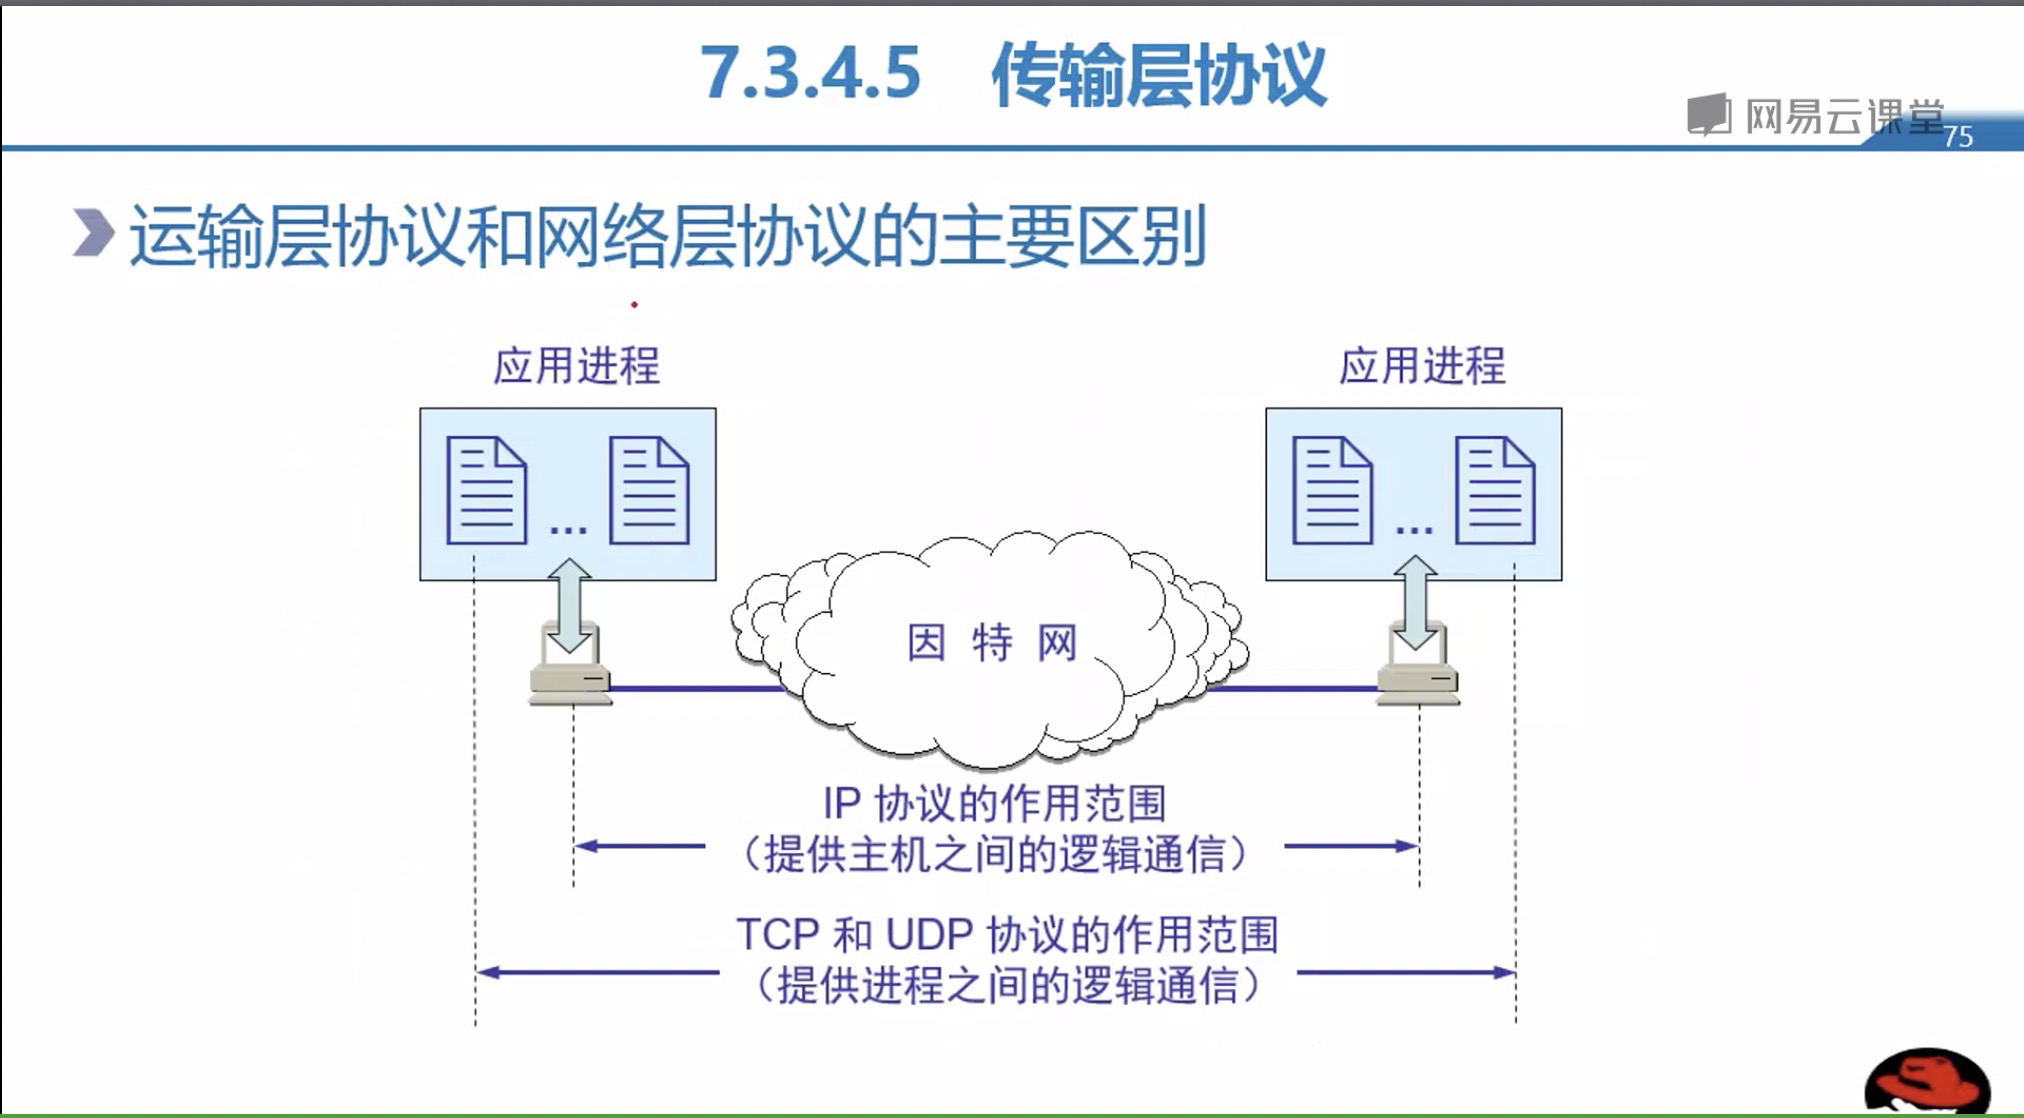 7.3.4.5 传输层协议
网易云课堂
75
运输层协议和网络层协议的主要区别
应用进程
应用进程
...
...
因特网
IP 协议的作用范围
（提供主机之间的逻辑通信）
TCP 和 UDP 协议的作用范围
（提供进程之间的逻辑通信）